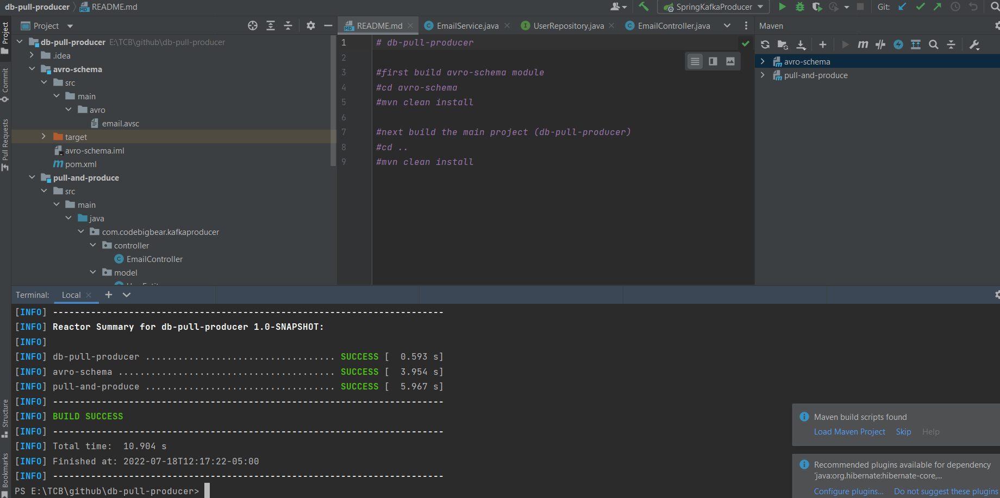 db-pull-producer README.md
SpringKafkaProducer
Git:
Project
Commit
Pull Requests
Structure
Bookmarks
Project
db-pull-producer E:\TCB\github\db-pull-producer
.idea
avro-schema
src
main
avro
email.avsc
target
avro-schema.iml
pom.xml
pull-and-produce
src
main
java
com.codebigbear.kafkaproducer
controller
EmailController
model
README.md EmailService.java UserRepository.java EmailController.java
1 # db-pull-producer
2
3 #first build avro-schema module
4 #cd avro-schema
5 #mvn clean install
6
7 #next build the main project (db-pull-producer)
8 #cd ..
9 #mvn clean install
Maven
avro-schema
pull-and-produce
Terminal: Local
[INFO] ------------------------------------------------------------------------
[INFO] Reactor Summary for db-pull-producer 1.0-SNAPSHOT:
[INFO]
[INFO] db-pull-producer ................................... SUCCESS [  0.593 s]
[INFO] avro-schema ........................................ SUCCESS [  3.954 s]
[INFO] pull-and-produce ................................... SUCCESS [  5.967 s]
[INFO] ------------------------------------------------------------------------
[INFO] BUILD SUCCESS
[INFO] ------------------------------------------------------------------------
[INFO] Total time:  10.904 s
[INFO] Finished at: 2022-07-18T12:17:22-05:00
[INFO] ------------------------------------------------------------------------
PS E:\TCB\github\db-pull-producer>
Maven build scripts found
Load Maven Project Skip Help
Recommended plugins available for dependency
'java:org.hibernate:hibernate-core,...
Configure plugins... Do not suggest these plugins